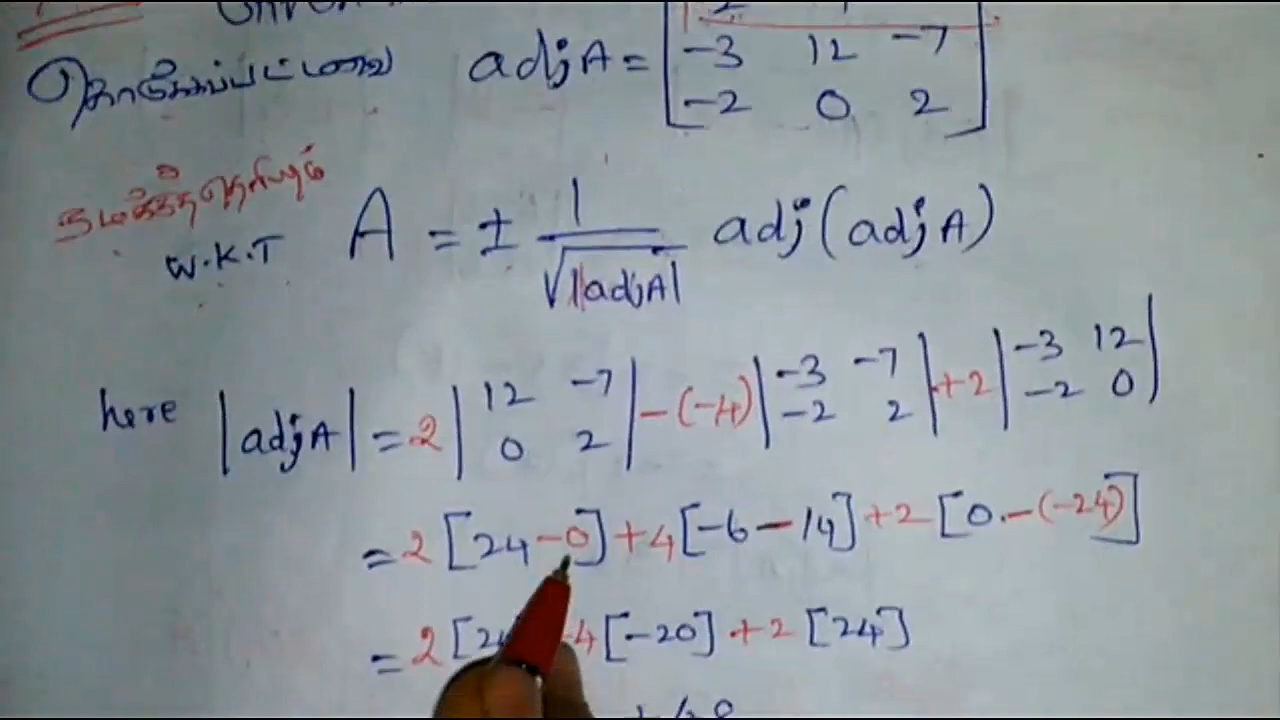 கொடுக்கப்பட்டவை adj A = [ -3 12 -7
-2 0 2 ]
நமக்குத்தெரியும்
W.K.T A = ± 1/√|adjA| adj(adj A)
here |adjA| = 2 |12 -7; 0 2| -(-4) |-3 -7; -2 2| +2 |-3 12; -2 0|
= 2 [24 -0] +4 [-6 - 14] +2 [0 - (-24)]
= 2 [24 4 [-20] +2 [24]